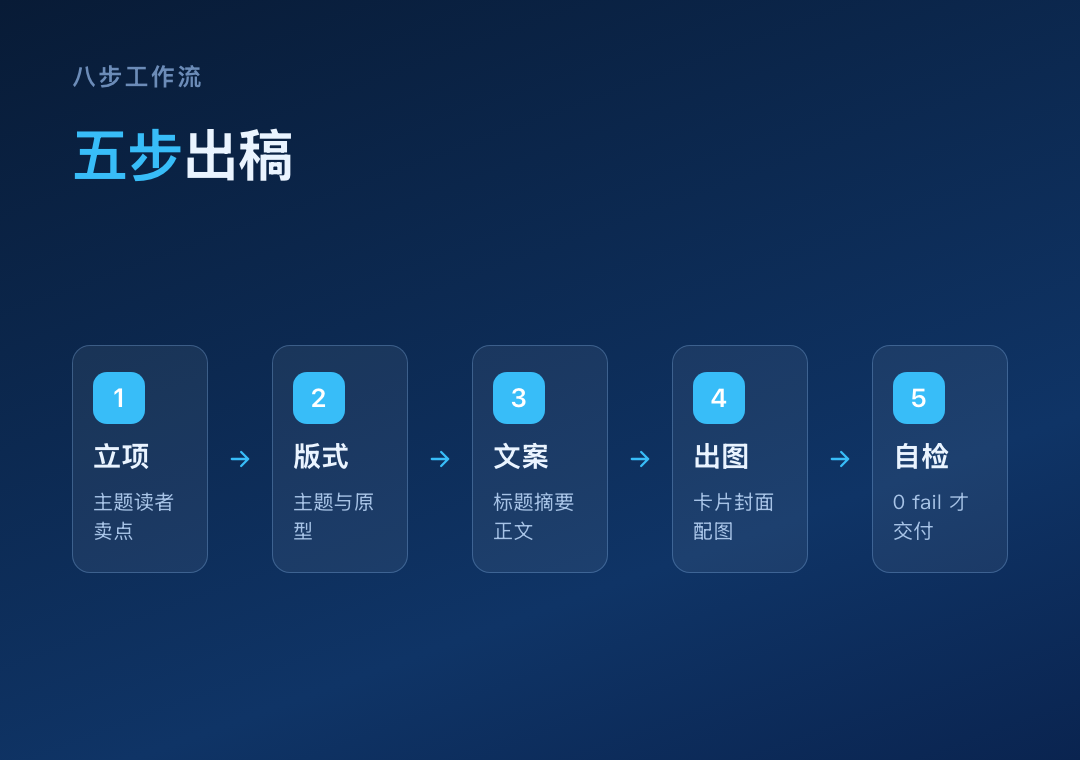 八步工作流
五步出稿
1
立项
主题读者
卖点
→
2
版式
主题与原
型
→
3
文案
标题摘要
正文
→
4
出图
卡片封面
配图
→
5
自检
0 fail 才
交付